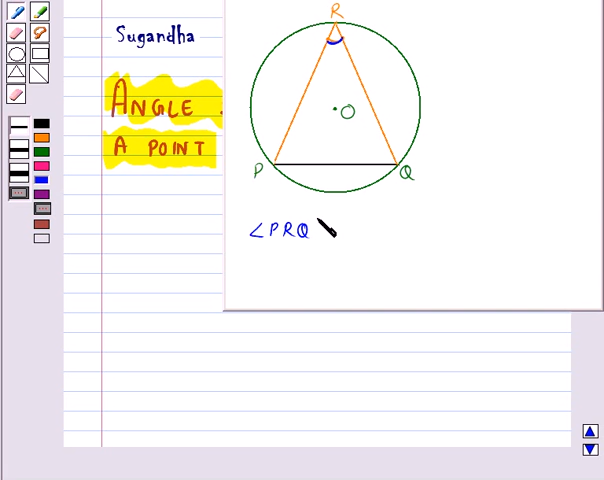 Sugandha
ANGLE
A POINT
R
O
P
Q
∠PRQ